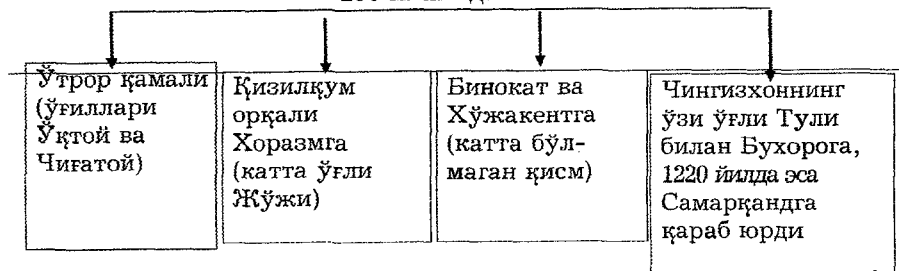 Ўтрор қамали
(ўғиллари
Ўқтой ва
Чиғатой)
Қизилқум
орқали
Хоразмга
(катта ўғли
Жўжи)
Бинокат ва
Хўжакентга
(катта бўл-
маган қисм)
Чингизхоннинг
ўзи ўғли Тули
билан Бухорога,
1220 йилда эса
Самарқандга
қараб юрди